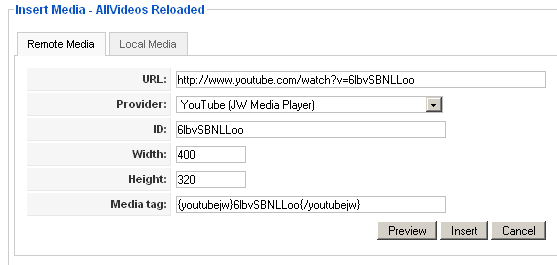 Insert Media - AllVideos Reloaded
Remote Media Local Media
URL: http://www.youtube.com/watch?v=6lbvSBNLLoo
Provider: YouTube (JW Media Player)
ID: 6lbvSBNLLoo
Width: 400
Height: 320
Media tag: {youtubejw}6lbvSBNLLoo{/youtubejw}
Preview Insert Cancel